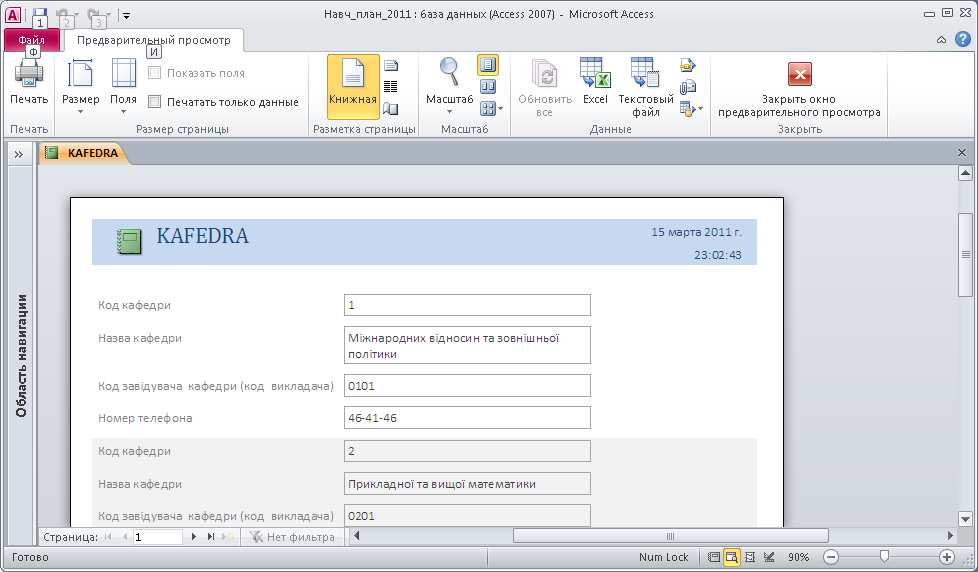 Навч_план_2011 : база данных (Access 2007) - Microsoft Access
1 2 3
Файл Предварительный просмотр
Ф И
Печать
Размер
Поля
Показать поля
Печатать только данные
Книжная
Масштаб
Обновить все
Excel
Текстовый файл
Закрыть окно предварительного просмотра
Печать Размер страницы Разметка страницы Масштаб Данные Закрыть
KAFEDRA
Область навигации
KAFEDRA 15 марта 2011 г.
23:02:43
Код кафедри 1
Назва кафедри Міжнародних відносин та зовнішньої
політики
Код завідувача кафедри (код викладача) 0101
Номер телефона 46-41-46
Код кафедри 2
Назва кафедри Прикладної та вищої математики
Код завідувача кафедри (код викладача) 0201
Страница: 1 Нет фильтра
Готово Num Lock 90%